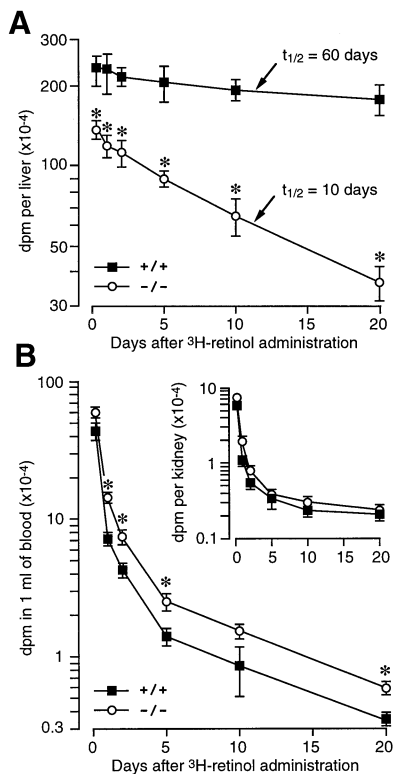 A
dpm per liver (x10-4)
300
200
100
50
30
t1/2 = 60 days
* * * * * *
t1/2 = 10 days
+/+
-/-
0 5 10 15 20
Days after 3H-retinol administration
B
dpm in 1 ml of blood (x10-4)
100
10
1
0.3
* * * *
+/+
-/-
0 5 10 15 20
Days after 3H-retinol administration
dpm per kidney (x10-4)
10
1
0.1
0 5 10 15 20